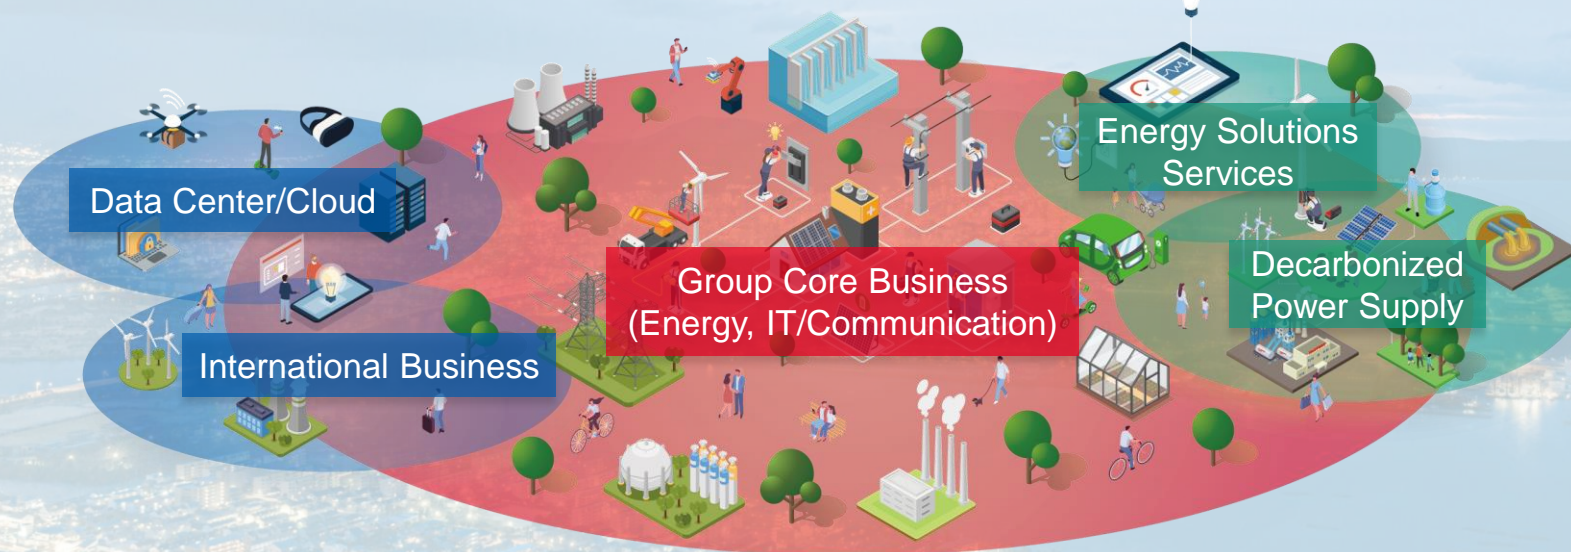 Data Center/Cloud
International Business
Group Core Business
(Energy, IT/Communication)
Energy Solutions
Services
Decarbonized
Power Supply